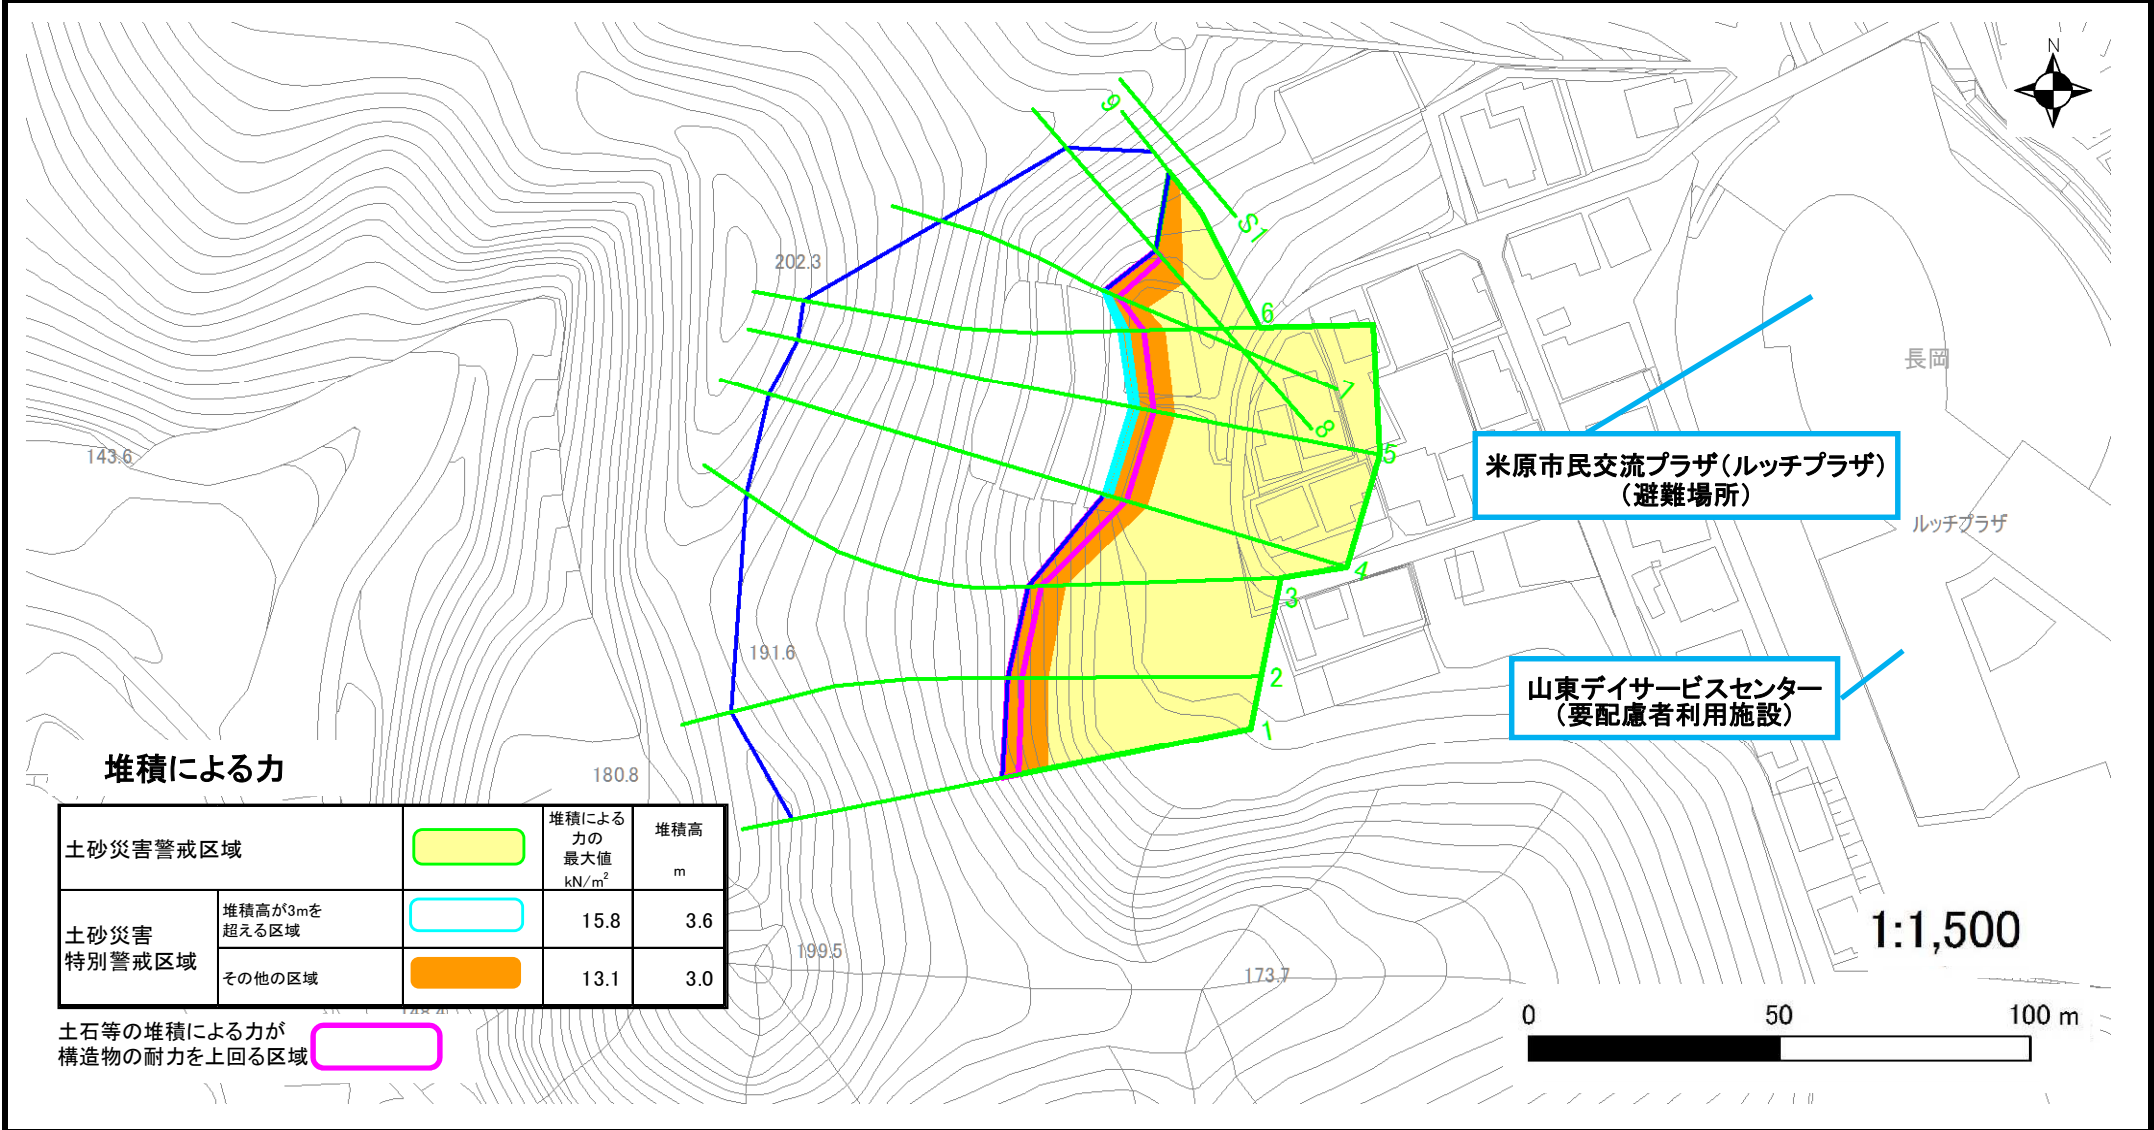 N
9
S1
202.3
6
長岡
7
8
5
143.6
米原市民交流プラザ(ルッチプラザ)
(避難場所)
ルッチプラザ
4
3
191.6
2
山東デイサービスセンター
(要配慮者利用施設)
1
堆積による力
180.8
土砂災害警戒区域
堆積による
力の
最大値
kN/m²
堆積高
m
土砂災害
特別警戒区域
堆積高が3mを
超える区域
15.8
3.6
その他の区域
13.1
3.0
199.5
173.7
1:1,500
土石等の堆積による力が
構造物の耐力を上回る区域
0
50
100 m